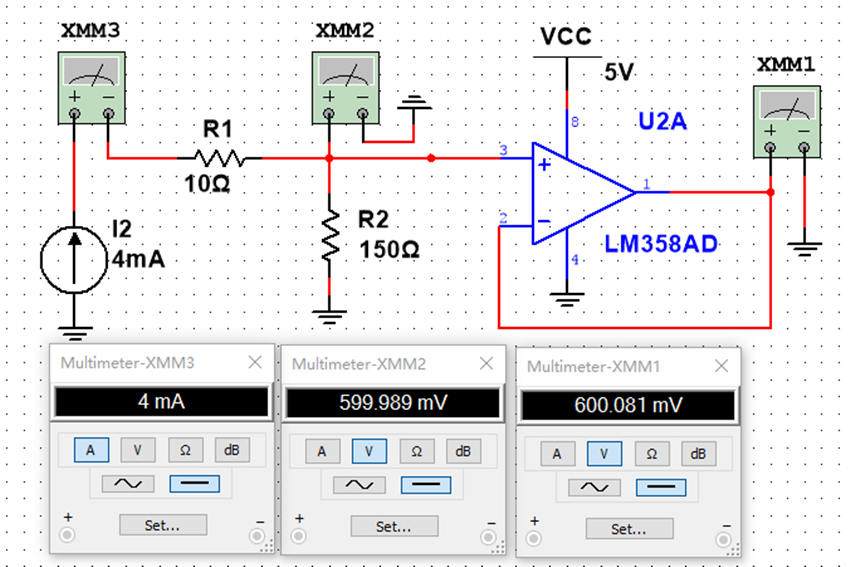 XMM3
XMM2
VCC
XMM1
5V
+ −
+ −
+ −
8
U2A
R1
10Ω
3
+
1
I2
4mA
R2
150Ω
2
−
4
LM358AD
Multimeter-XMM3
4 mA
A V Ω dB
+ −
Set...
Multimeter-XMM2
599.989 mV
A V Ω dB
+ −
Set...
Multimeter-XMM1
600.081 mV
A V Ω dB
+ −
Set...